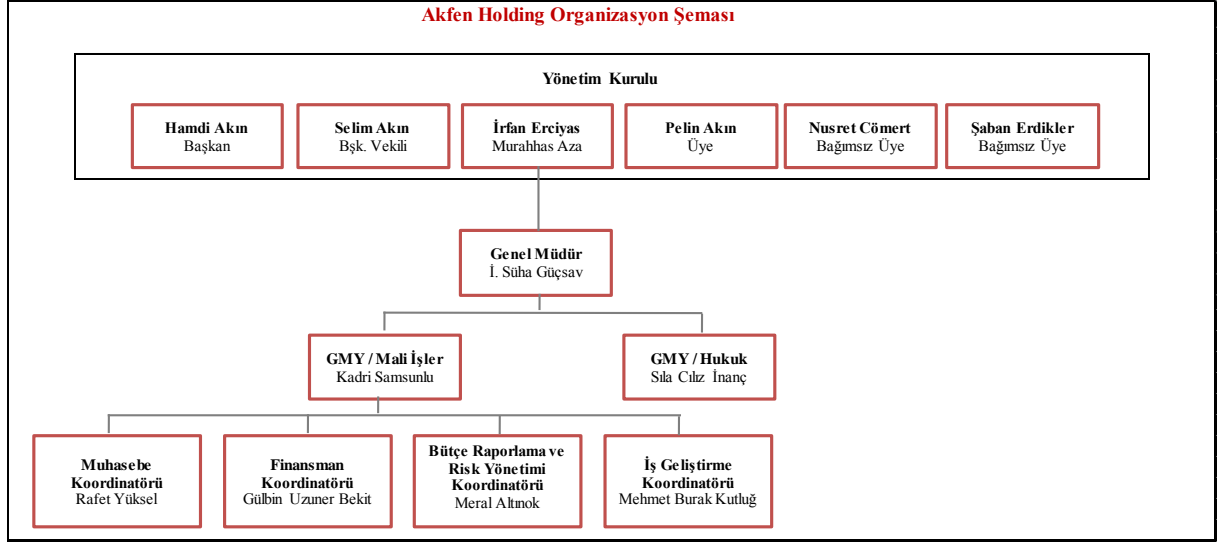 Akfen Holding Organizasyon Şeması
Yönetim Kurulu
Hamdi Akın
Başkan
Selim Akın
Bşk. Vekili
İrfan Erciyas
Murahhas Aza
Pelin Akın
Üye
Nusret Cömert
Bağımsız Üye
Şaban Erdikler
Bağımsız Üye
Genel Müdür
İ. Süha Güçsav
GMY / Mali İşler
Kadri Samsunlu
GMY / Hukuk
Sıla Cılız İnanç
Muhasebe
Koordinatörü
Rafet Yüksel
Finansman
Koordinatörü
Gülbin Uzuner Bekit
Bütçe Raporlama ve
Risk Yönetimi
Koordinatörü
Meral Altınok
İş Geliştirme
Koordinatörü
Mehmet Burak Kutluğ